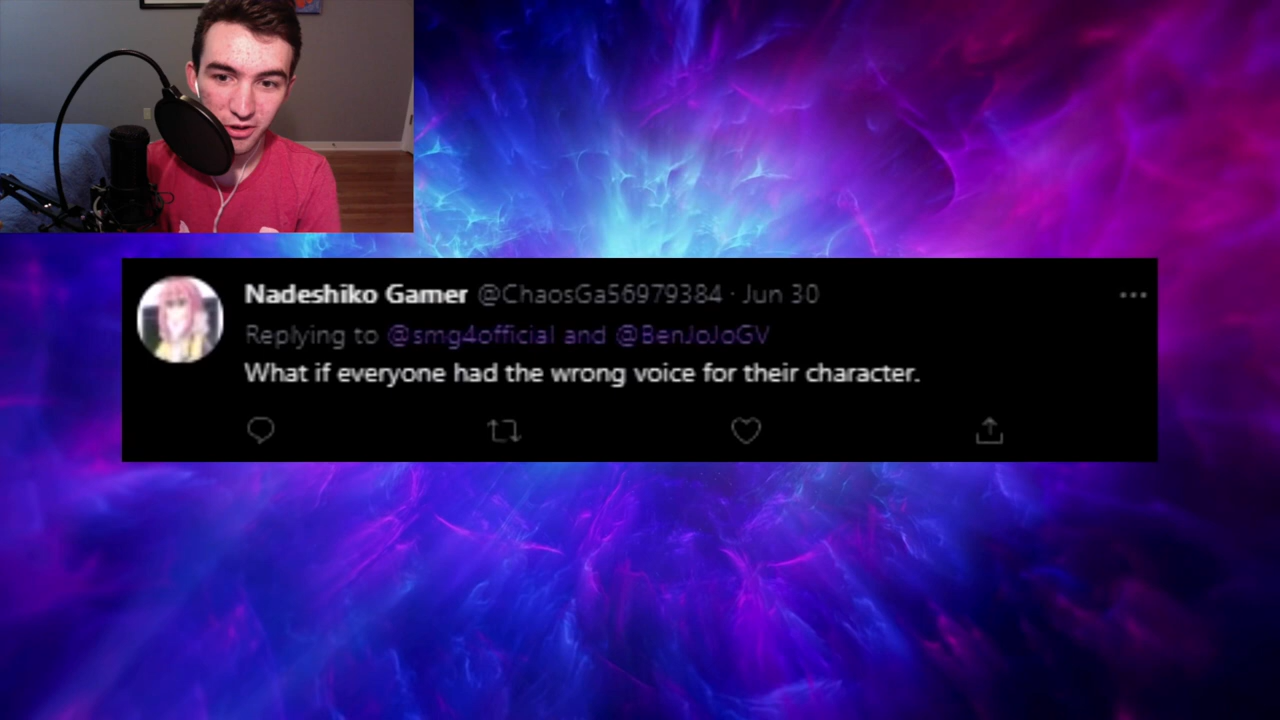 Nadeshiko Gamer @ChaosGa56979384 · Jun 30
Replying to @smg4official and @BenJoJoGV
What if everyone had the wrong voice for their character.